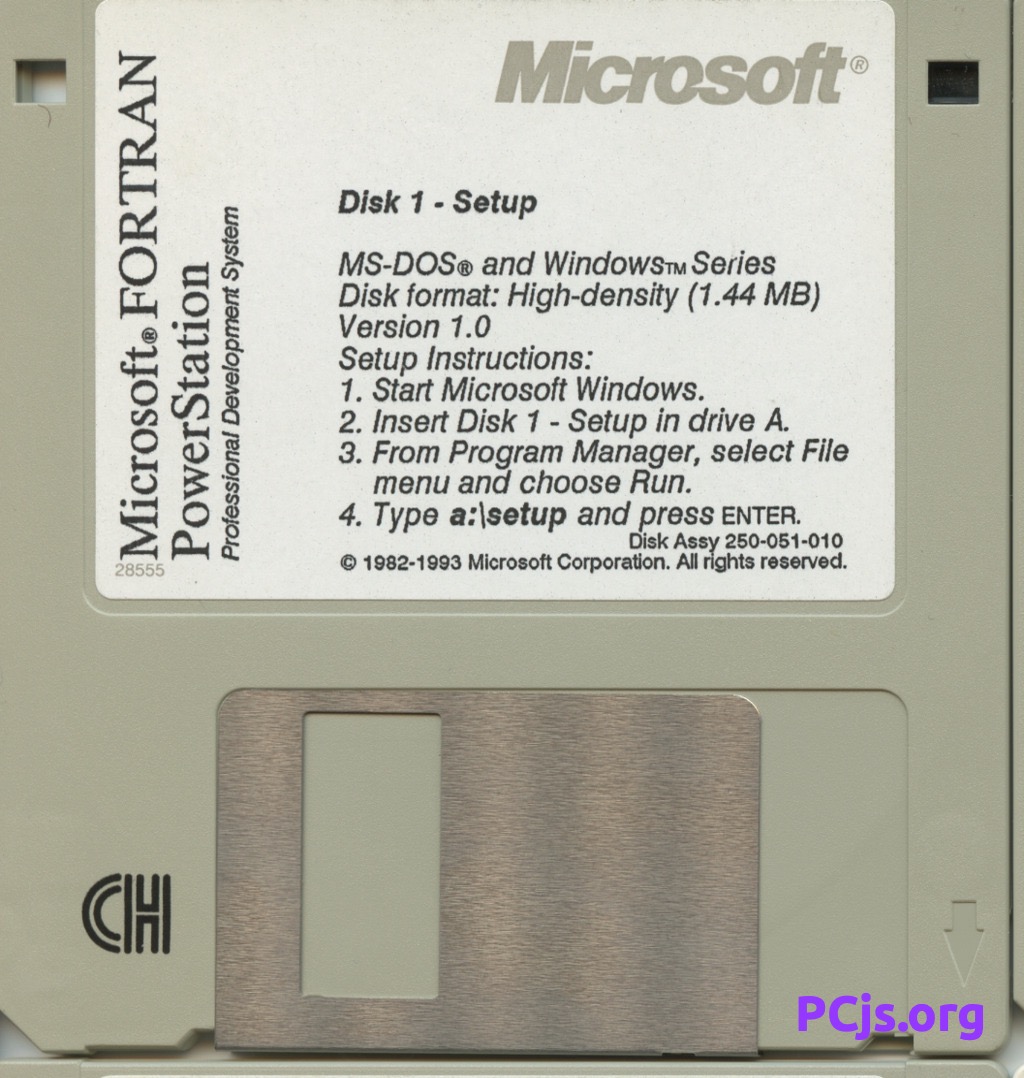 Microsoft® FORTRAN
PowerStation
Professional Development System
28555
Microsoft®
Disk 1 - Setup
MS-DOS® and Windows™ Series
Disk format: High-density (1.44 MB)
Version 1.0
Setup Instructions:
1. Start Microsoft Windows.
2. Insert Disk 1 - Setup in drive A.
3. From Program Manager, select File
menu and choose Run.
4. Type a:\setup and press ENTER.
Disk Assy 250-051-010
© 1982-1993 Microsoft Corporation. All rights reserved.
CH
PCjs.org